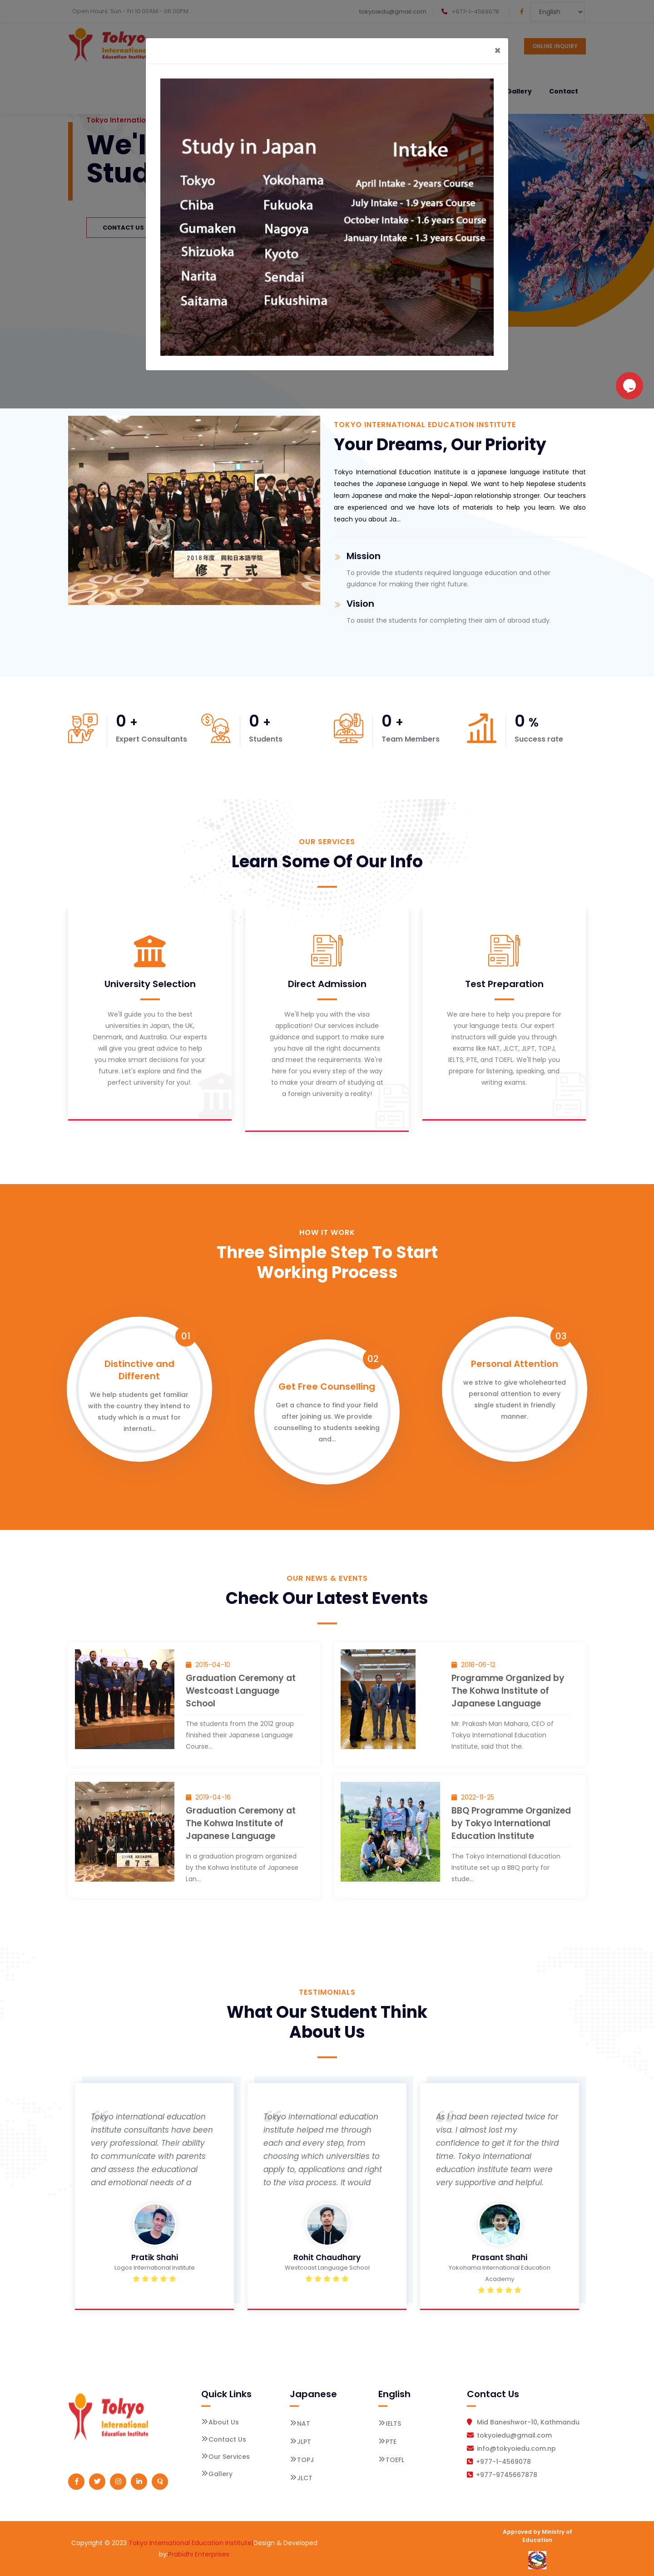 Open Hours: Sun - Fri 10:00AM - 06:00PM
tokyoiedu@gmail.com
+977-1-4569078
English
Tokyo
International
Education Institute
ONLINE INQUIRY
Gallery
Contact
×
Study in Japan
Tokyo
Chiba
Gumaken
Shizuoka
Narita
Saitama
Yokohama
Fukuoka
Nagoya
Kyoto
Sendai
Fukushima
Intake
April Intake - 2years Course
July Intake - 1.9 years Course
October Intake - 1.6 years Course
January Intake - 1.3 years Course
Tokyo Internatio
We'l
Stud
CONTACT US
2018年度 岡和日本語学院
修了式
TOKYO INTERNATIONAL EDUCATION INSTITUTE
Your Dreams, Our Priority
Tokyo International Education Institute is a japanese language institute that
teaches the Japanese Language in Nepal. We want to help Nepalese students
learn Japanese and make the Nepal-Japan relationship stronger. Our teachers
are experienced and we have lots of materials to help you learn. We also
teach you about Ja...
Mission
To provide the students required language education and other
guidance for making their right future.
Vision
To assist the students for completing their aim of abroad study.
0 +
Expert Consultants
0 +
Students
0 +
Team Members
0 %
Success rate
OUR SERVICES
Learn Some Of Our Info
University Selection
We'll guide you to the best
universities in Japan, the UK,
Denmark, and Australia. Our experts
will give you great advice to help
you make smart decisions for your
future. Let's explore and find the
perfect university for you!
Direct Admission
We'll help you with the visa
application! Our services include
guidance and support to make sure
you have all the right documents
and meet the requirements. We're
here for you every step of the way
to make your dream of studying at
a foreign university a reality!
Test Preparation
We are here to help you prepare for
your language tests. Our expert
instructors will guide you through
exams like NAT, JLCT, JLPT, TOPJ,
IELTS, PTE, and TOEFL. We'll help you
prepare for listening, speaking, and
writing exams.
HOW IT WORK
Three Simple Step To Start
Working Process
01
Distinctive and
Different
We help students get familiar
with the country they intend to
study which is a must for
internati...
02
Get Free Counselling
Get a chance to find your field
after joining us. We provide
counselling to students seeking
and...
03
Personal Attention
we strive to give wholehearted
personal attention to every
single student in friendly
manner.
OUR NEWS & EVENTS
Check Our Latest Events
2015-04-10
Graduation Ceremony at
Westcoast Language
School
The students from the 2012 group
finished their Japanese Language
Course...
2018-06-12
Programme Organized by
The Kohwa Institute of
Japanese Language
Mr. Prakash Man Mahara, CEO of
Tokyo International Education
Institute, said that the.
2019-04-16
Graduation Ceremony at
The Kohwa Institute of
Japanese Language
In a graduation program organized
by the Kohwa Institute of Japanese
Lan...
2022-11-25
BBQ Programme Organized
by Tokyo International
Education Institute
The Tokyo International Education
Institute set up a BBQ party for
stude...
TESTIMONIALS
What Our Student Think
About Us
Tokyo international education
institute consultants have been
very professional. Their ability
to communicate with parents
and assess the educational
and emotional needs of a
Pratik Shahi
Logos International Institute
Tokyo international education
institute helped me through
each and every step, from
choosing which universities to
apply to, applications and right
to the visa process. It would
Rohit Chaudhary
Westcoast Language School
As I had been rejected twice for
visa. I almost lost my
confidence to get it for the third
time. Tokyo international
education institute team were
very supportive and helpful.
Prasant Shahi
Yokohama International Education
Academy
Tokyo
International
Education Institute
Quick Links
About Us
Contact Us
Our Services
Gallery
Japanese
NAT
JLPT
TOPJ
JLCT
English
IELTS
PTE
TOEFL
Contact Us
Mid Baneshwor-10, Kathmandu
tokyoiedu@gmail.com
info@tokyoiedu.com.np
+977-1-4569078
+977-9745667878
Copyright © 2023 Tokyo International Education Institute|Design & Developed
by:Prabidhi Enterprises
Approved by Ministry of
Education